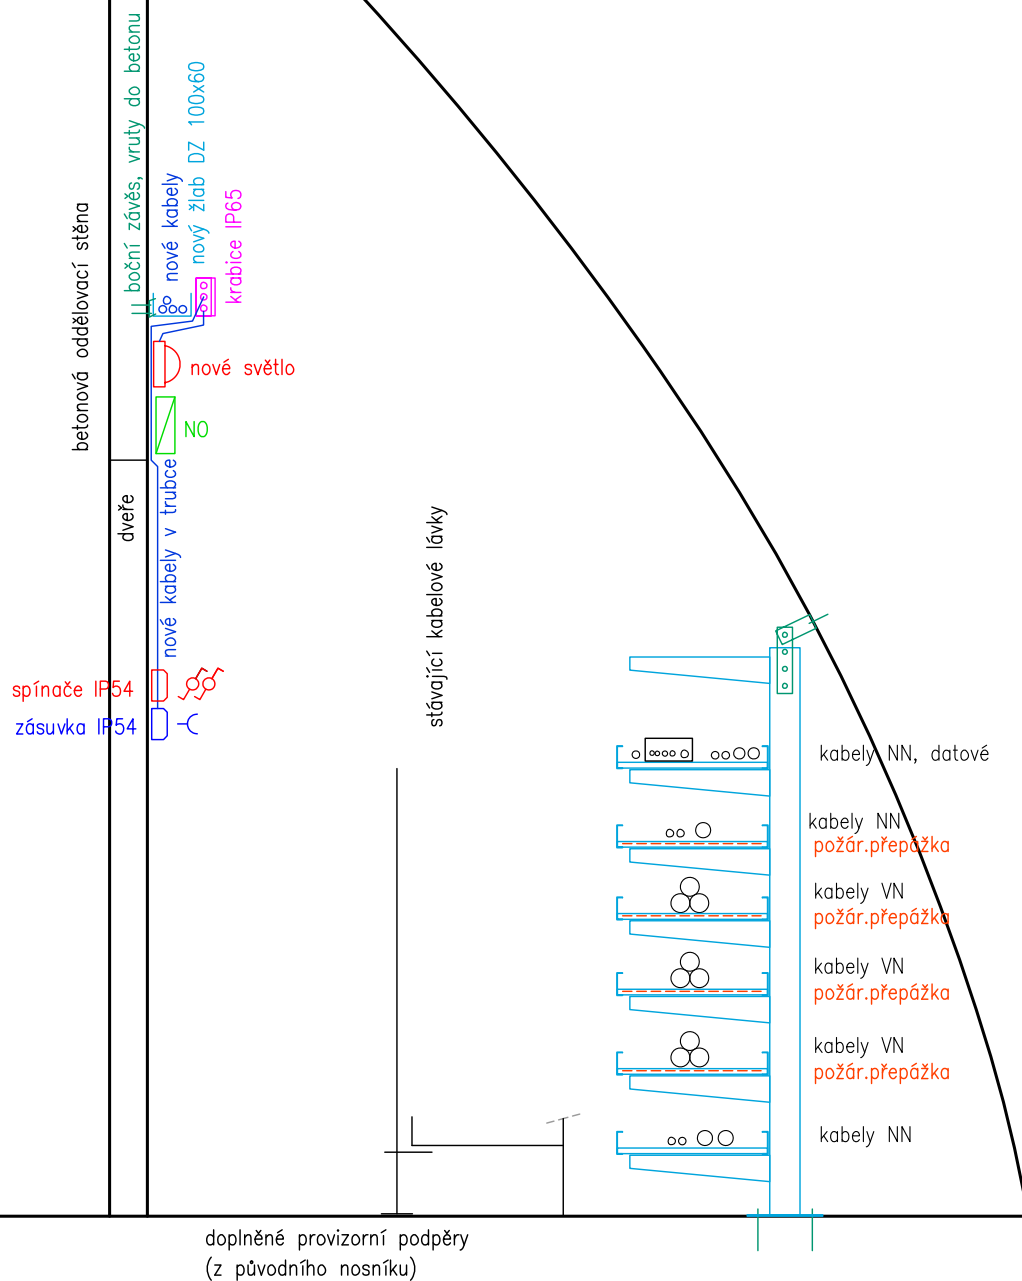 betonová oddělovací stěna
boční závěs, vruty do betonu
nové kabely
nový žlab DZ 100x60
krabice IP65
nové světlo
NO
dveře
nové kabely v trubce
spínače IP54
zásuvka IP54
stávající kabelové lávky
kabely NN, datové
kabely NN
požár.přepážka
kabely VN
požár.přepážka
kabely VN
požár.přepážka
kabely VN
požár.přepážka
kabely NN
doplněné provizorní podpěry
(z původního nosníku)